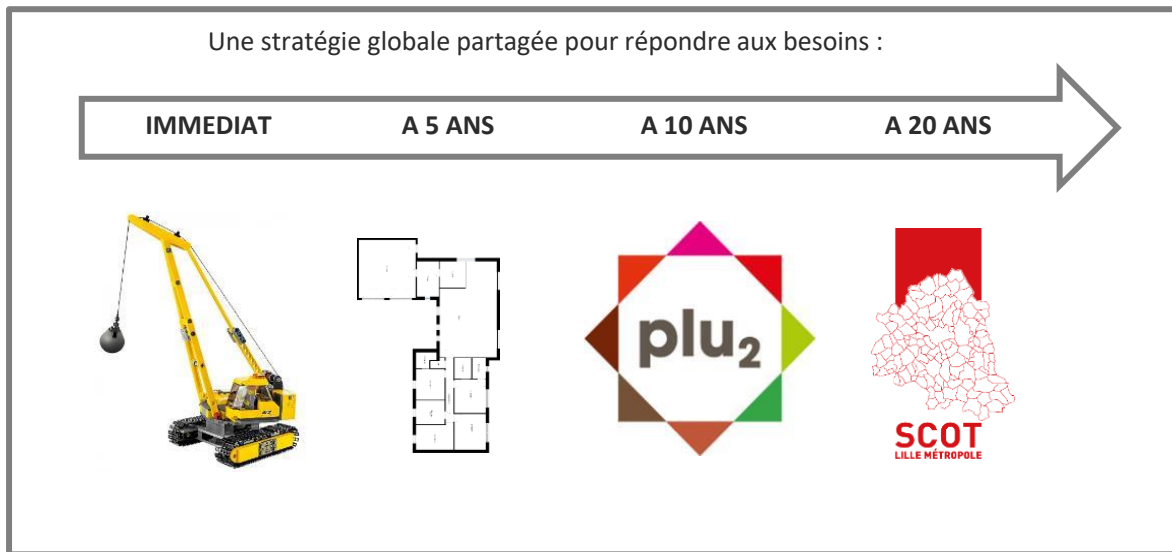 Une stratégie globale partagée pour répondre aux besoins :
IMMEDIAT A 5 ANS A 10 ANS A 20 ANS
plu₂
SCOT
LILLE MÉTROPOLE